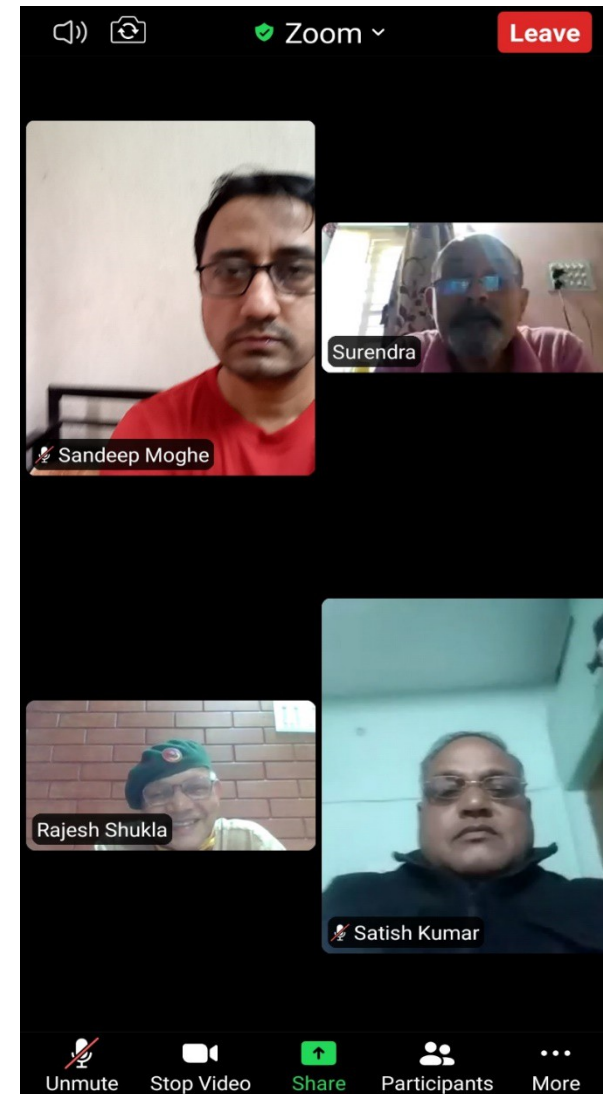 Zoom
Leave
Sandeep Moghe
Surendra
Rajesh Shukla
Satish Kumar
Unmute Stop Video Share Participants More